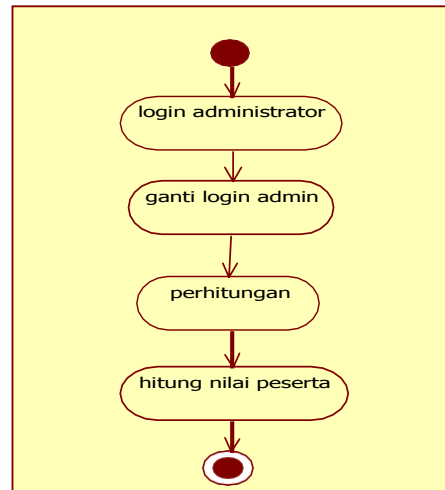 login administrator
ganti login admin
perhitungan
hitung nilai peserta